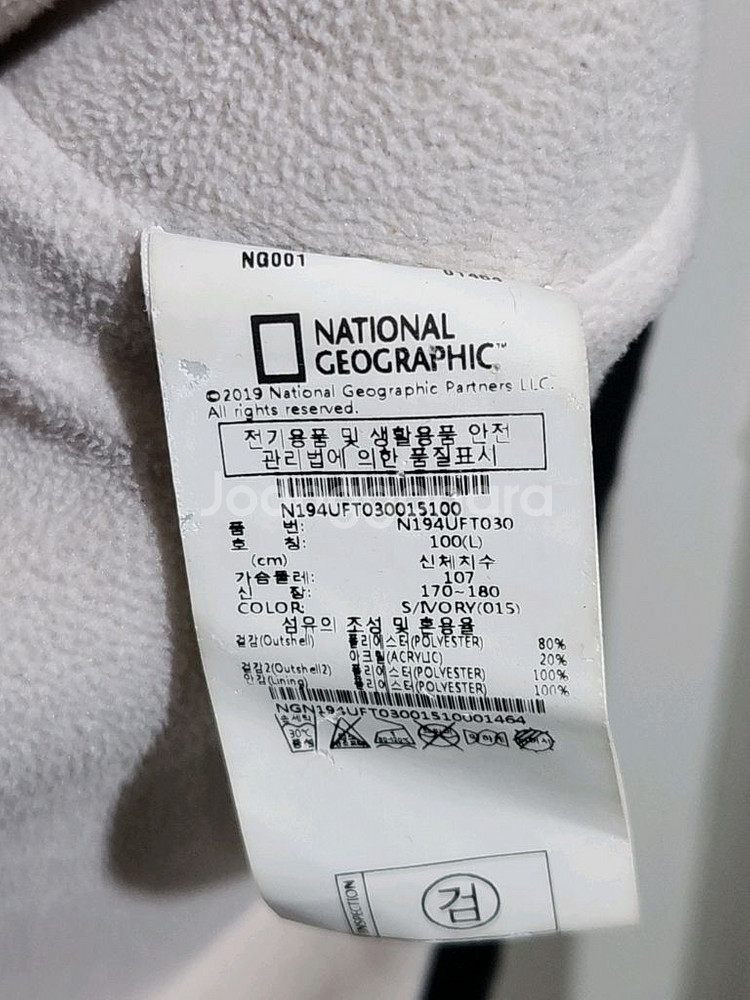 NG001
01464
NATIONAL
GEOGRAPHIC™
©2019 National Geographic Partners LLC.
All rights reserved.
전기용품 및 생활용품 안전
관리법에 의한 품질표시
N194UFT030015100
품 번: N194UFT030
호 칭: 100(L)
(cm) 신체치수
가슴둘레: 107
신 장: 170~180
COLOR: S/IVORY(015)
섬유의 조성 및 혼용율
겉감(Outshell) 폴리에스터(POLYESTER) 80%
아크릴(ACRYLIC) 20%
겉감2(Outshell2) 폴리에스터(POLYESTER) 100%
안감(Lining) 폴리에스터(POLYESTER) 100%
NGN194UFT03001510001464
30℃
중성
INSPECTION
검